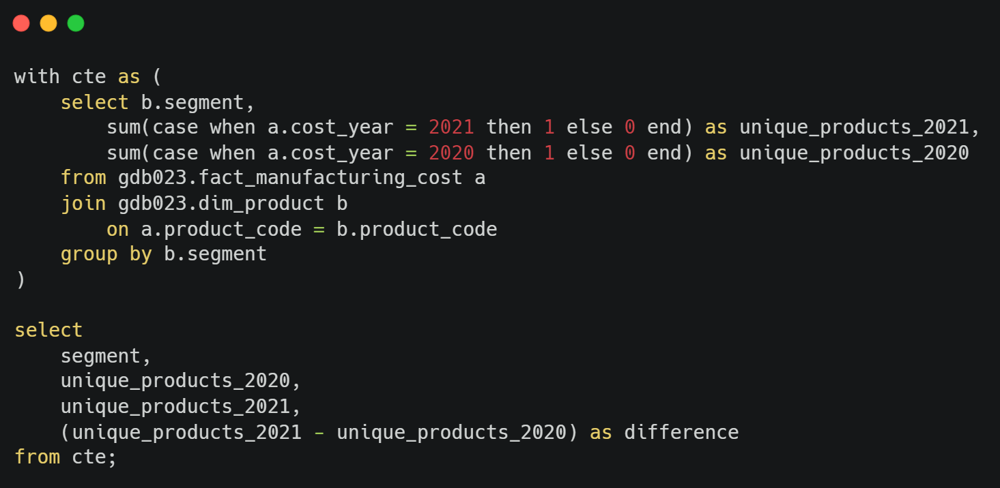 with cte as (
    select b.segment,
        sum(case when a.cost_year = 2021 then 1 else 0 end) as unique_products_2021,
        sum(case when a.cost_year = 2020 then 1 else 0 end) as unique_products_2020
    from gdb023.fact_manufacturing_cost a
    join gdb023.dim_product b
        on a.product_code = b.product_code
    group by b.segment
)
select
    segment,
    unique_products_2020,
    unique_products_2021,
    (unique_products_2021 - unique_products_2020) as difference
from cte;